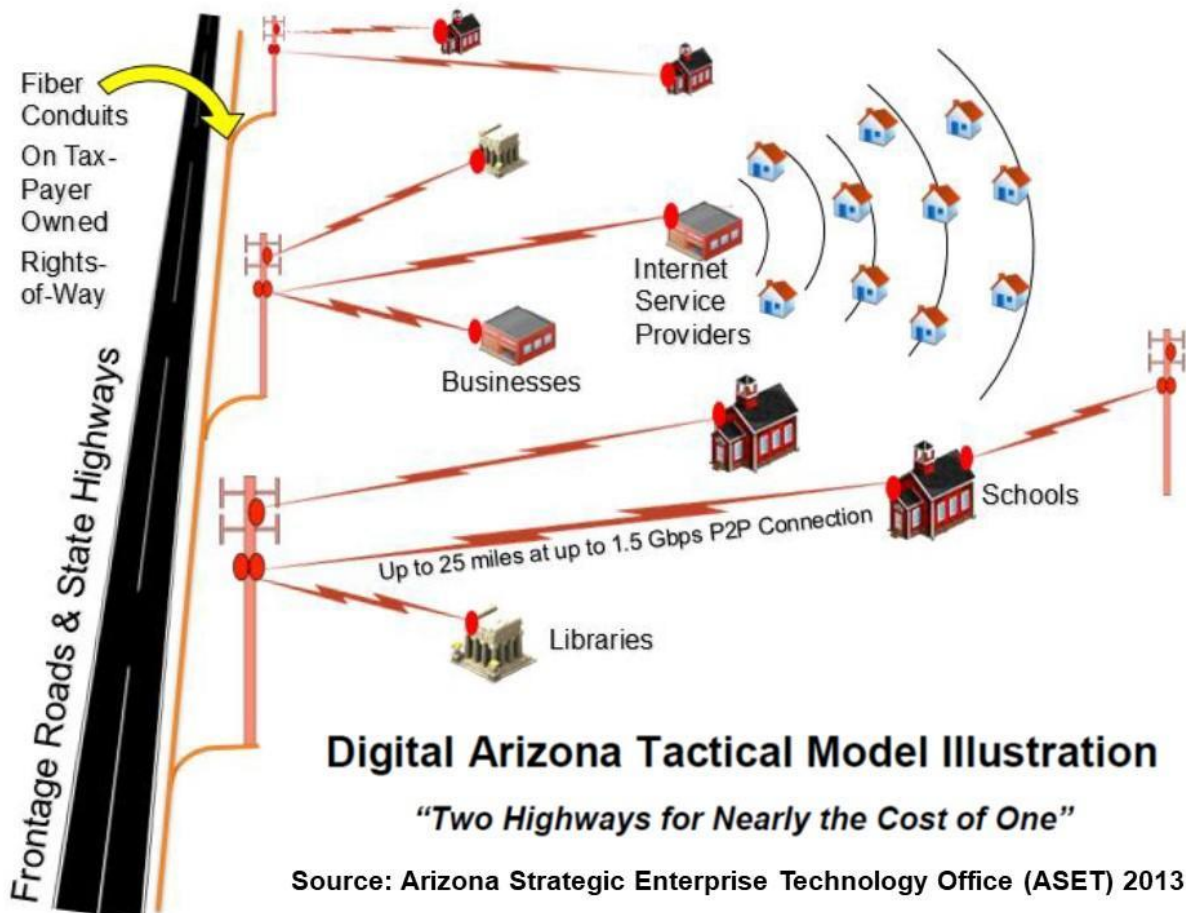 Fiber
Conduits
On Tax-
Payer
Owned
Rights-
of-Way
Frontage Roads & State Highways
Internet
Service
Providers
Businesses
Schools
Up to 25 miles at up to 1.5 Gbps P2P Connection
Libraries
Digital Arizona Tactical Model Illustration
“Two Highways for Nearly the Cost of One”
Source: Arizona Strategic Enterprise Technology Office (ASET) 2013